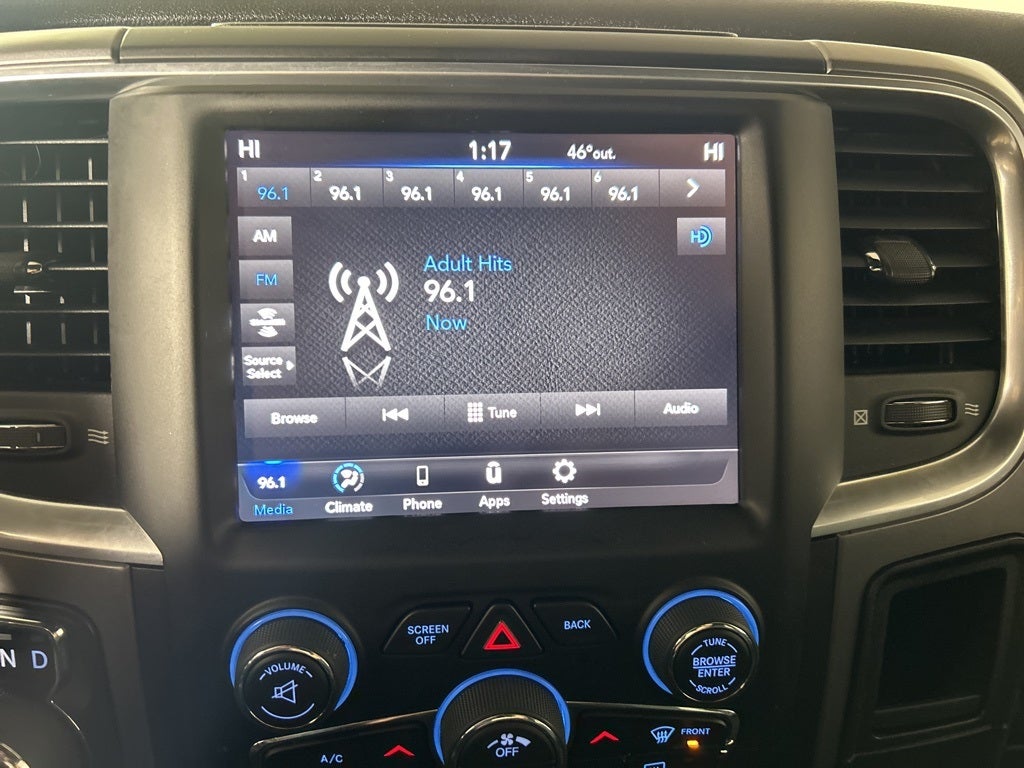 HI 1:17 46°out. HI
1 2 3 4 5 6
96.1 96.1 96.1 96.1 96.1 96.1
AM
HD
FM
Adult Hits
96.1
Now
Source
Select
Browse Tune Audio
96.1
Media Climate Phone Apps Settings
SCREEN
OFF
BACK
N D
VOLUME
TUNE
BROWSE
ENTER
SCROLL
A/C
OFF
FRONT